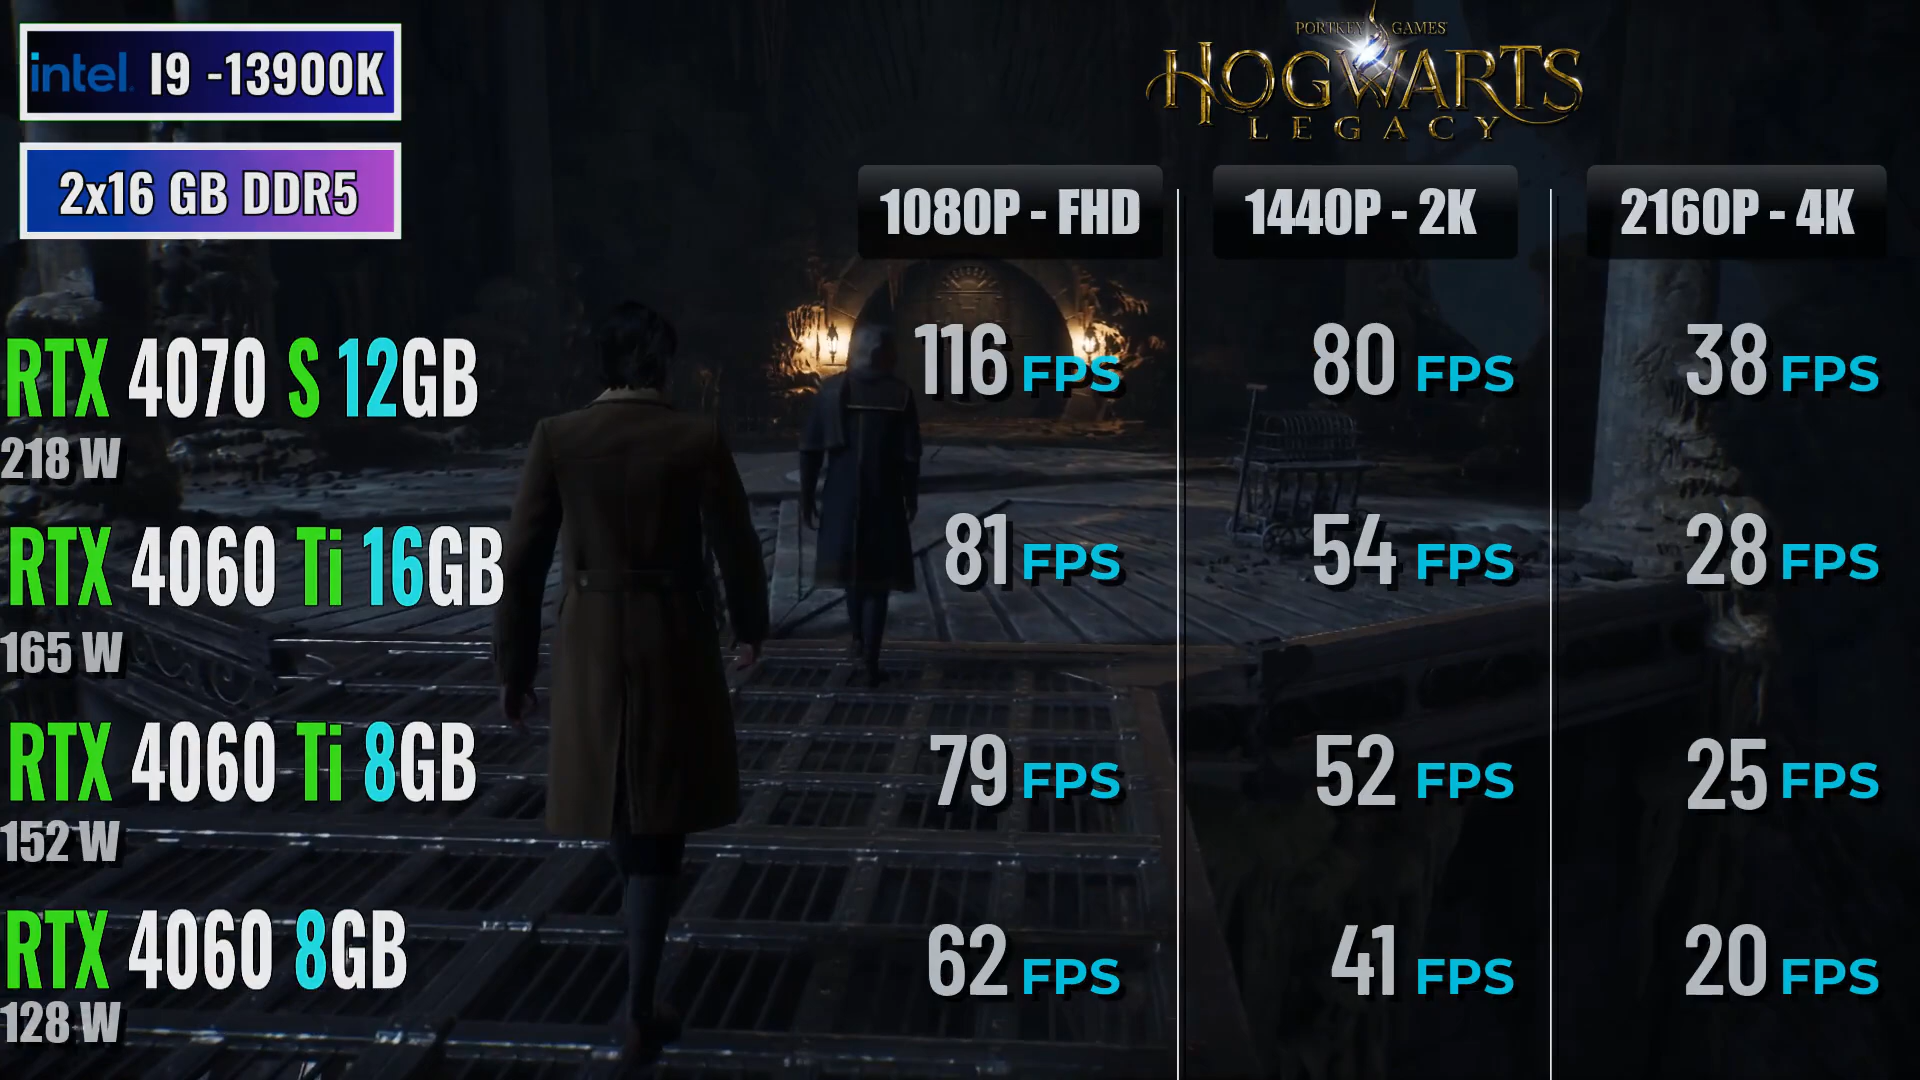 intel. I9 -13900K
2x16 GB DDR5
PORTKEY GAMES
HOGWARTS
LEGACY
1080P - FHD 1440P - 2K 2160P - 4K
RTX 4070 S 12GB 116 FPS 80 FPS 38 FPS
218 W
RTX 4060 Ti 16GB 81 FPS 54 FPS 28 FPS
165 W
RTX 4060 Ti 8GB 79 FPS 52 FPS 25 FPS
152 W
RTX 4060 8GB 62 FPS 41 FPS 20 FPS
128 W